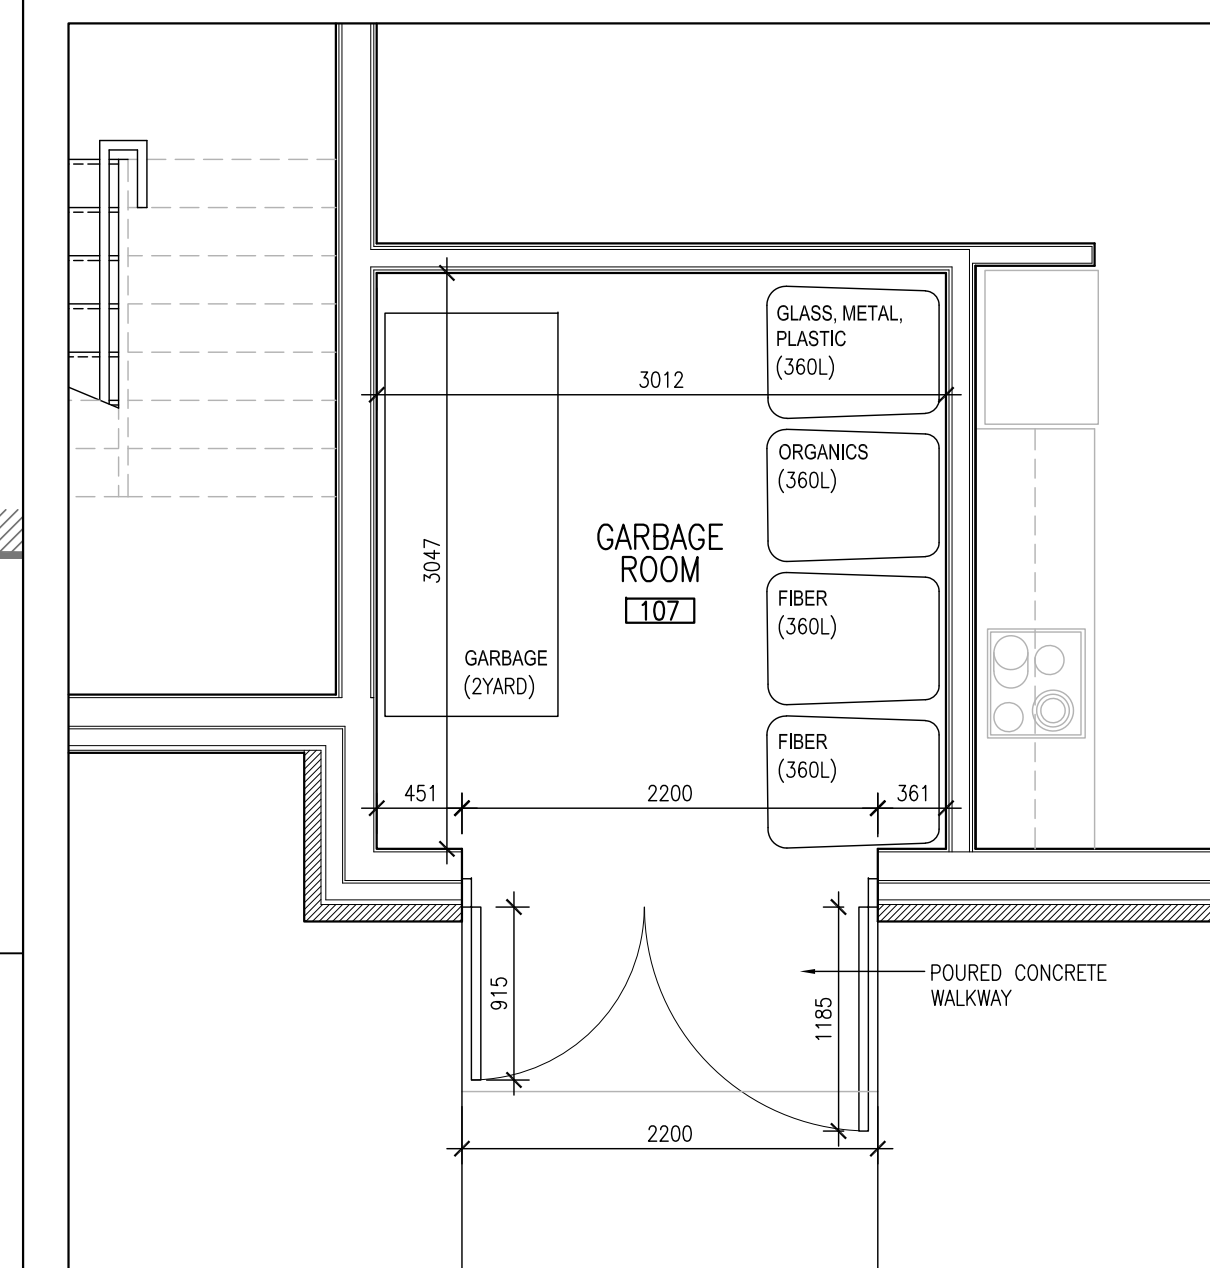 GLASS, METAL,
PLASTIC
(360L)
3012
ORGANICS
(360L)
GARBAGE
ROOM
107
3047
FIBER
(360L)
GARBAGE
(2YARD)
FIBER
(360L)
451
2200
361
915
1185
POURED CONCRETE
WALKWAY
2200